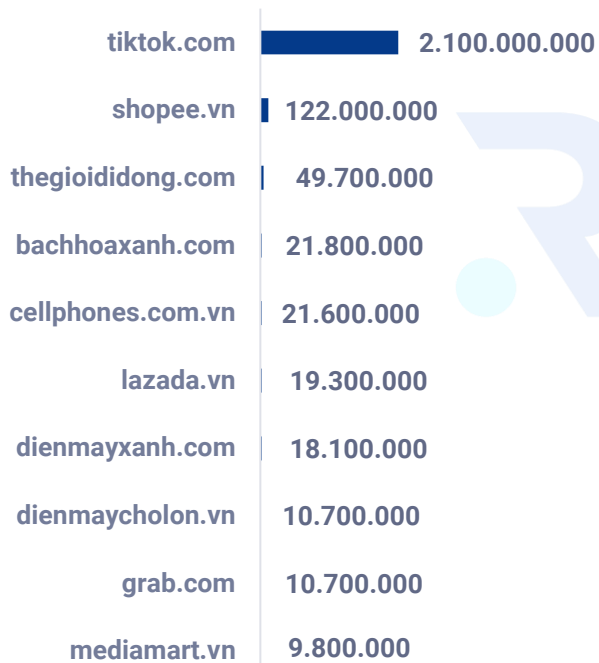 tiktok.com 2.100.000.000
shopee.vn 122.000.000
thegioididong.com 49.700.000
bachhoaxanh.com 21.800.000
cellphones.com.vn 21.600.000
lazada.vn 19.300.000
dienmayxanh.com 18.100.000
dienmaycholon.vn 10.700.000
grab.com 10.700.000
mediamart.vn 9.800.000